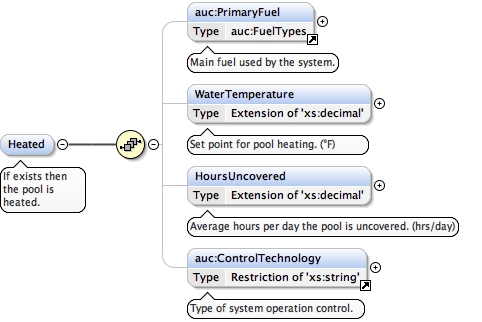 auc:PrimaryFuel
Type auc:FuelTypes
Main fuel used by the system.
WaterTemperature
Type Extension of 'xs:decimal'
Set point for pool heating. (°F)
Heated
If exists then
the pool is
heated.
HoursUncovered
Type Extension of 'xs:decimal'
Average hours per day the pool is uncovered. (hrs/day)
auc:ControlTechnology
Type Restriction of 'xs:string'
Type of system operation control.